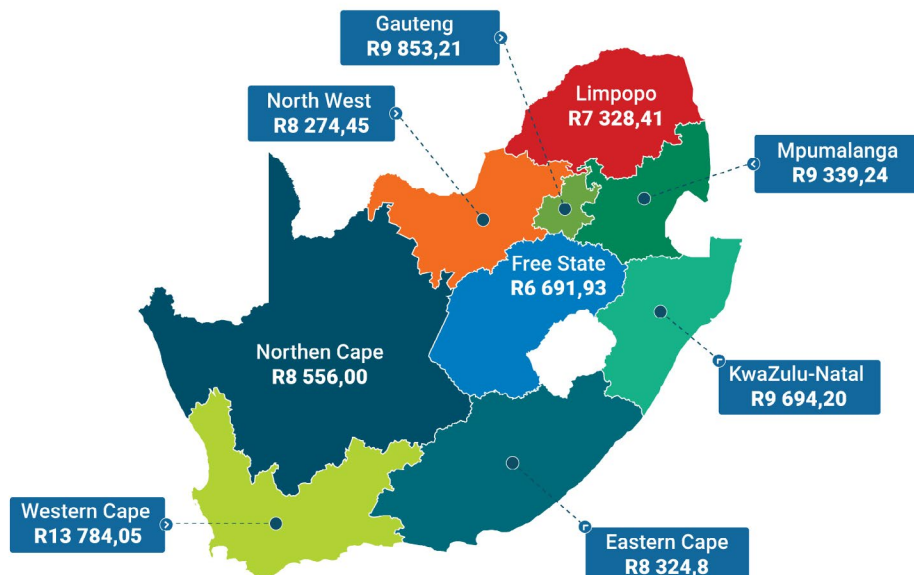 Gauteng
R9 853,21
North West
R8 274,45
Limpopo
R7 328,41
Mpumalanga
R9 339,24
Free State
R6 691,93
Northen Cape
R8 556,00
KwaZulu-Natal
R9 694,20
Western Cape
R13 784,05
Eastern Cape
R8 324,8